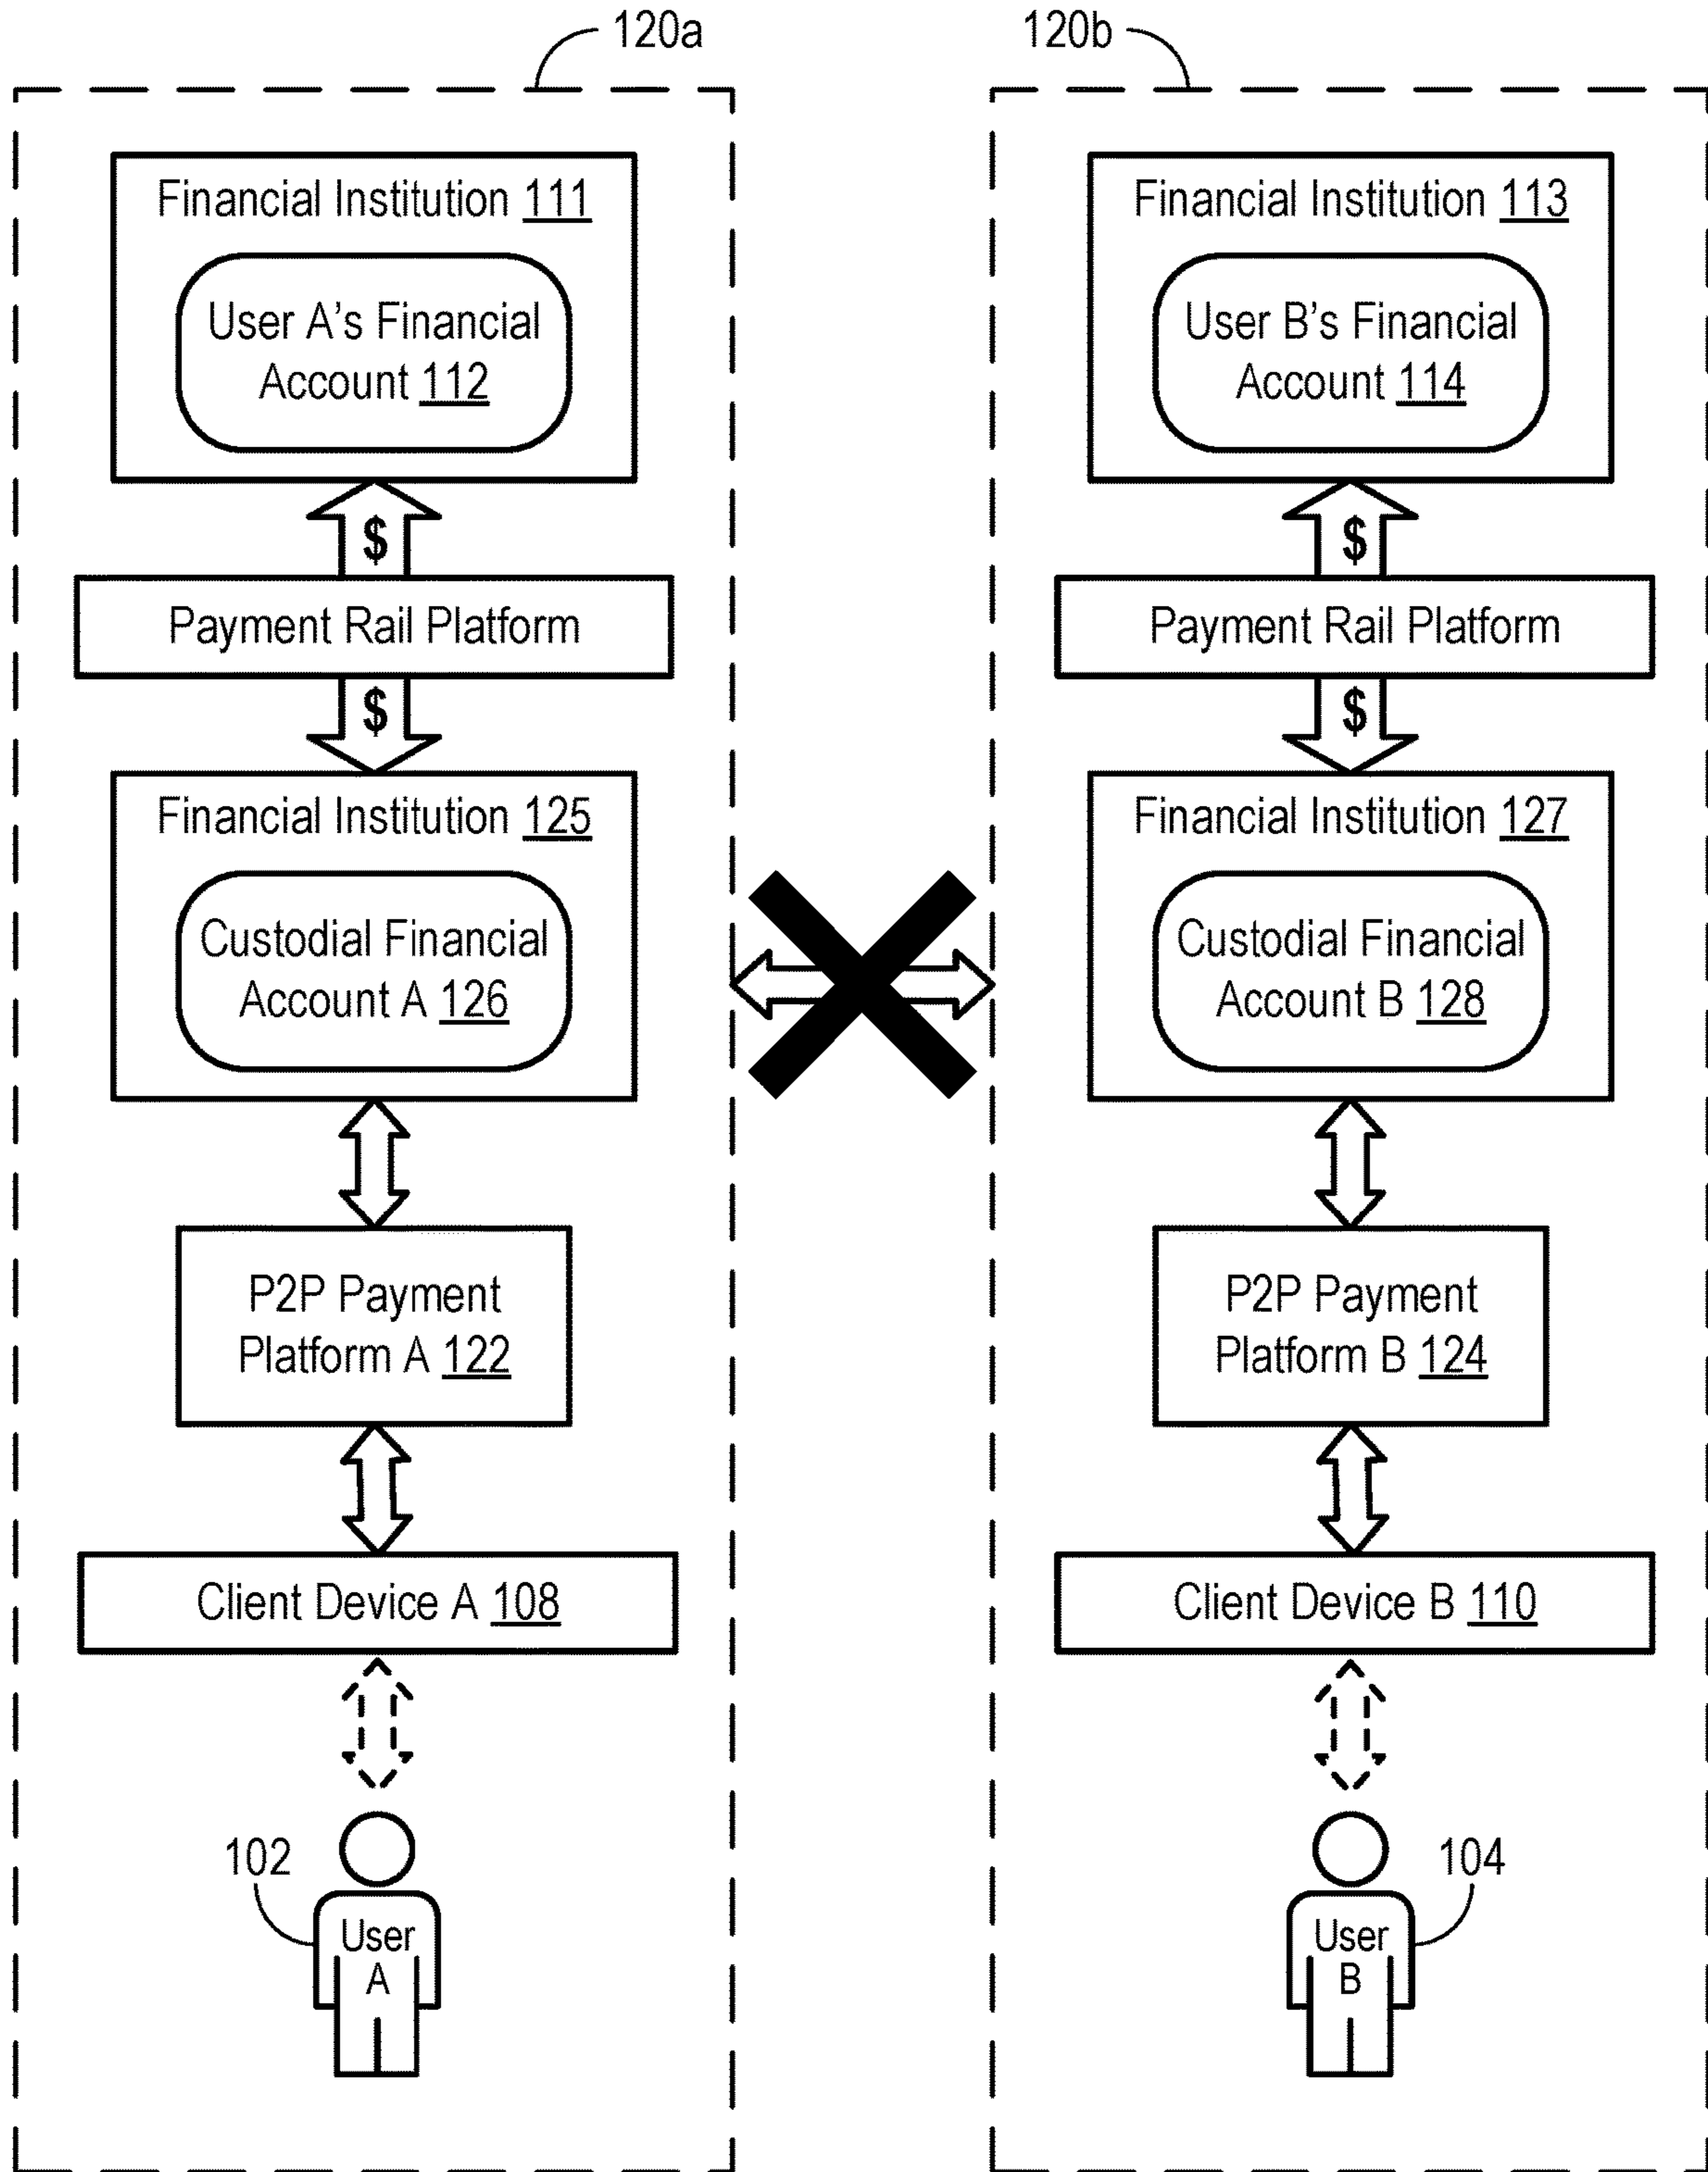 120a
120b
Financial Institution 111
User A's Financial
Account 112
$
Payment Rail Platform
$
Financial Institution 125
Custodial Financial
Account A 126
P2P Payment
Platform A 122
Client Device A 108
102
User
A
Financial Institution 113
User B's Financial
Account 114
$
Payment Rail Platform
$
Financial Institution 127
Custodial Financial
Account B 128
P2P Payment
Platform B 124
Client Device B 110
104
User
B